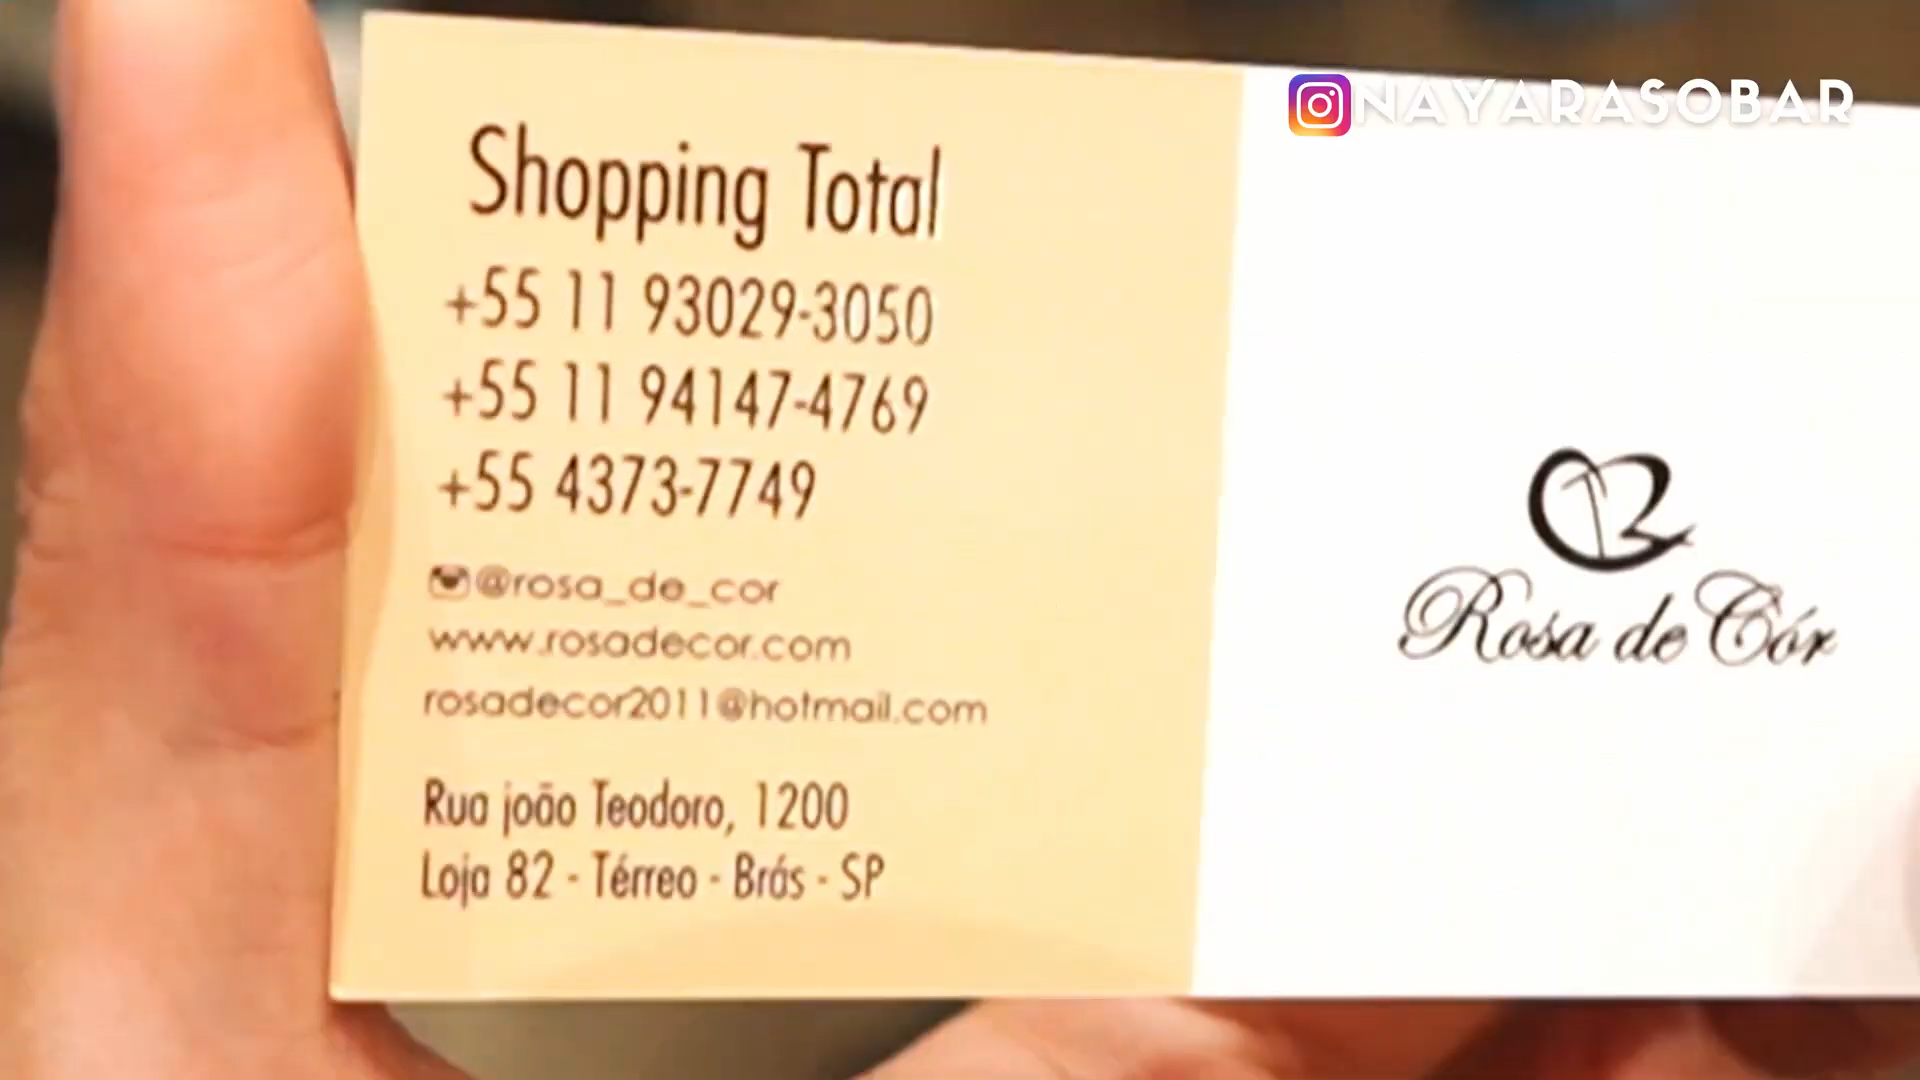 NAYARASOBAR
Shopping Total
+55 11 93029-3050
+55 11 94147-4769
+55 4373-7749
@rosa_de_cor
www.rosadecor.com
rosadecor2011@hotmail.com
Rua joão Teodoro, 1200
Loja 82 - Térreo - Brás - SP
Rosa de Cór